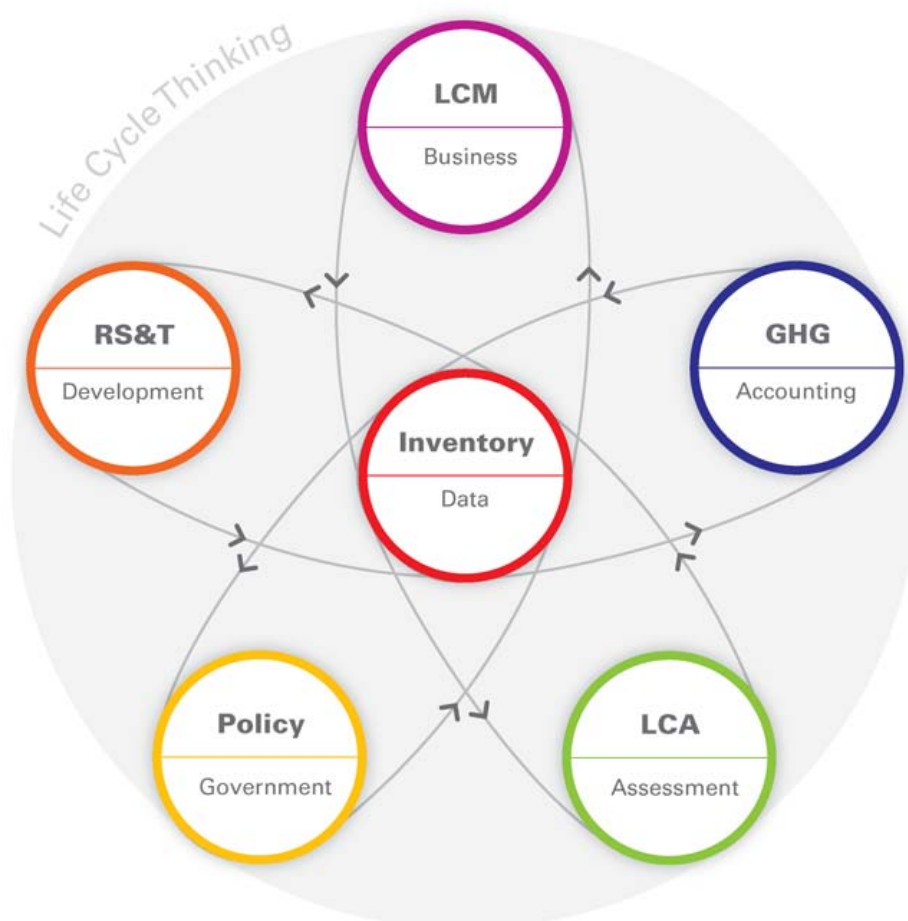 Life Cycle Thinking
LCM
Business
RS&T
Development
GHG
Accounting
Inventory
Data
Policy
Government
LCA
Assessment